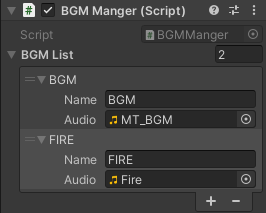 BGM Manger (Script)
Script BGMManger
BGM List 2
BGM
Name BGM
Audio MT_BGM
FIRE
Name FIRE
Audio Fire